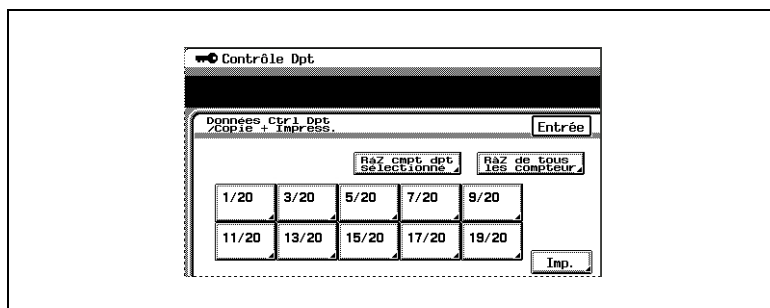 Contrôle Dpt
Données Ctrl Dpt
/Copie + Impress.
Entrée
RàZ cmpt dpt
sélectionné
RàZ de tous
les compteur
1/20 3/20 5/20 7/20 9/20
11/20 13/20 15/20 17/20 19/20
Imp.